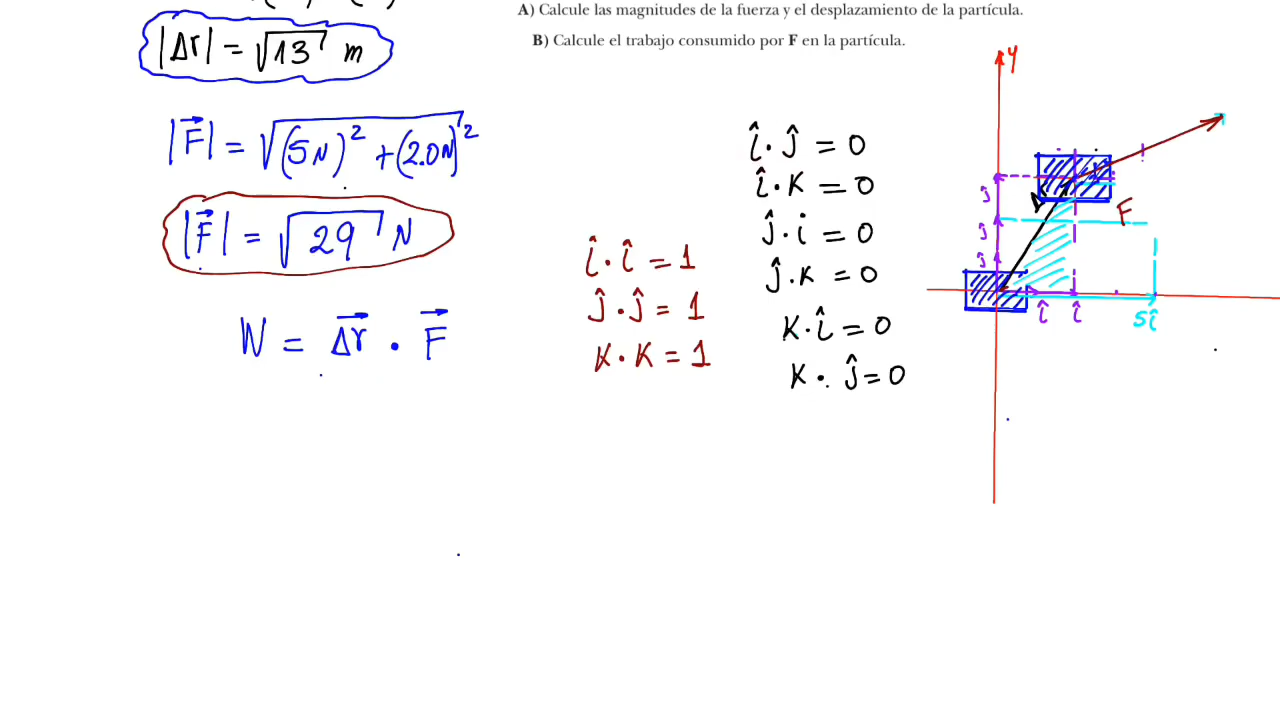 A) Calcule las magnitudes de la fuerza y el desplazamiento de la partícula.
B) Calcule el trabajo consumido por F en la partícula.
|Δr| = √13 m
|F⃗| = √(5N)² + (2.0N)²
|F⃗| = √29 N
W = Δr⃗ · F⃗
î · î = 1
ĵ · ĵ = 1
K · K = 1
î · ĵ = 0
î · K = 0
ĵ · i = 0
ĵ · K = 0
K · î = 0
K · ĵ = 0
y
F
ĵ
ĵ
ĵ
î î 5î